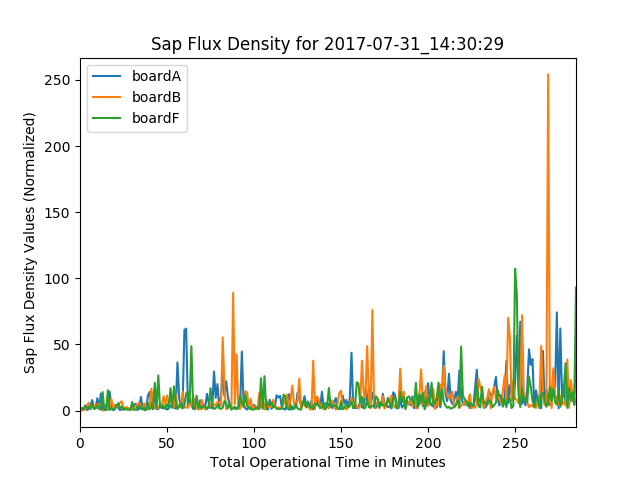 Sap Flux Density for 2017-07-31_14:30:29
boardA
boardB
boardF
Sap Flux Density Values (Normalized)
250
200
150
100
50
0
0 50 100 150 200 250
Total Operational Time in Minutes